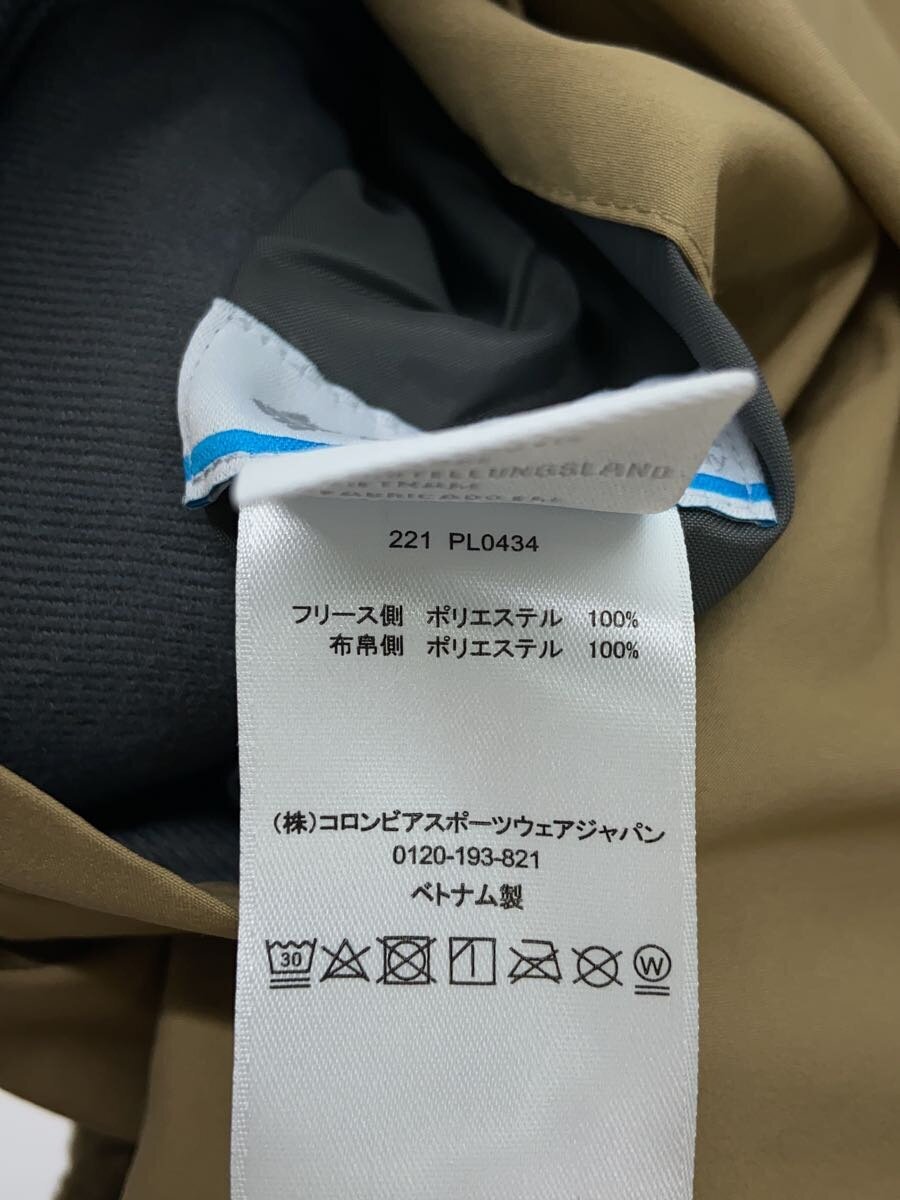 TELLUNGSLAND
221 PL0434
フリース側 ポリエステル 100%
布帛側 ポリエステル 100%
(株)コロンビアスポーツウェアジャパン
0120-193-821
ベトナム製
30
W